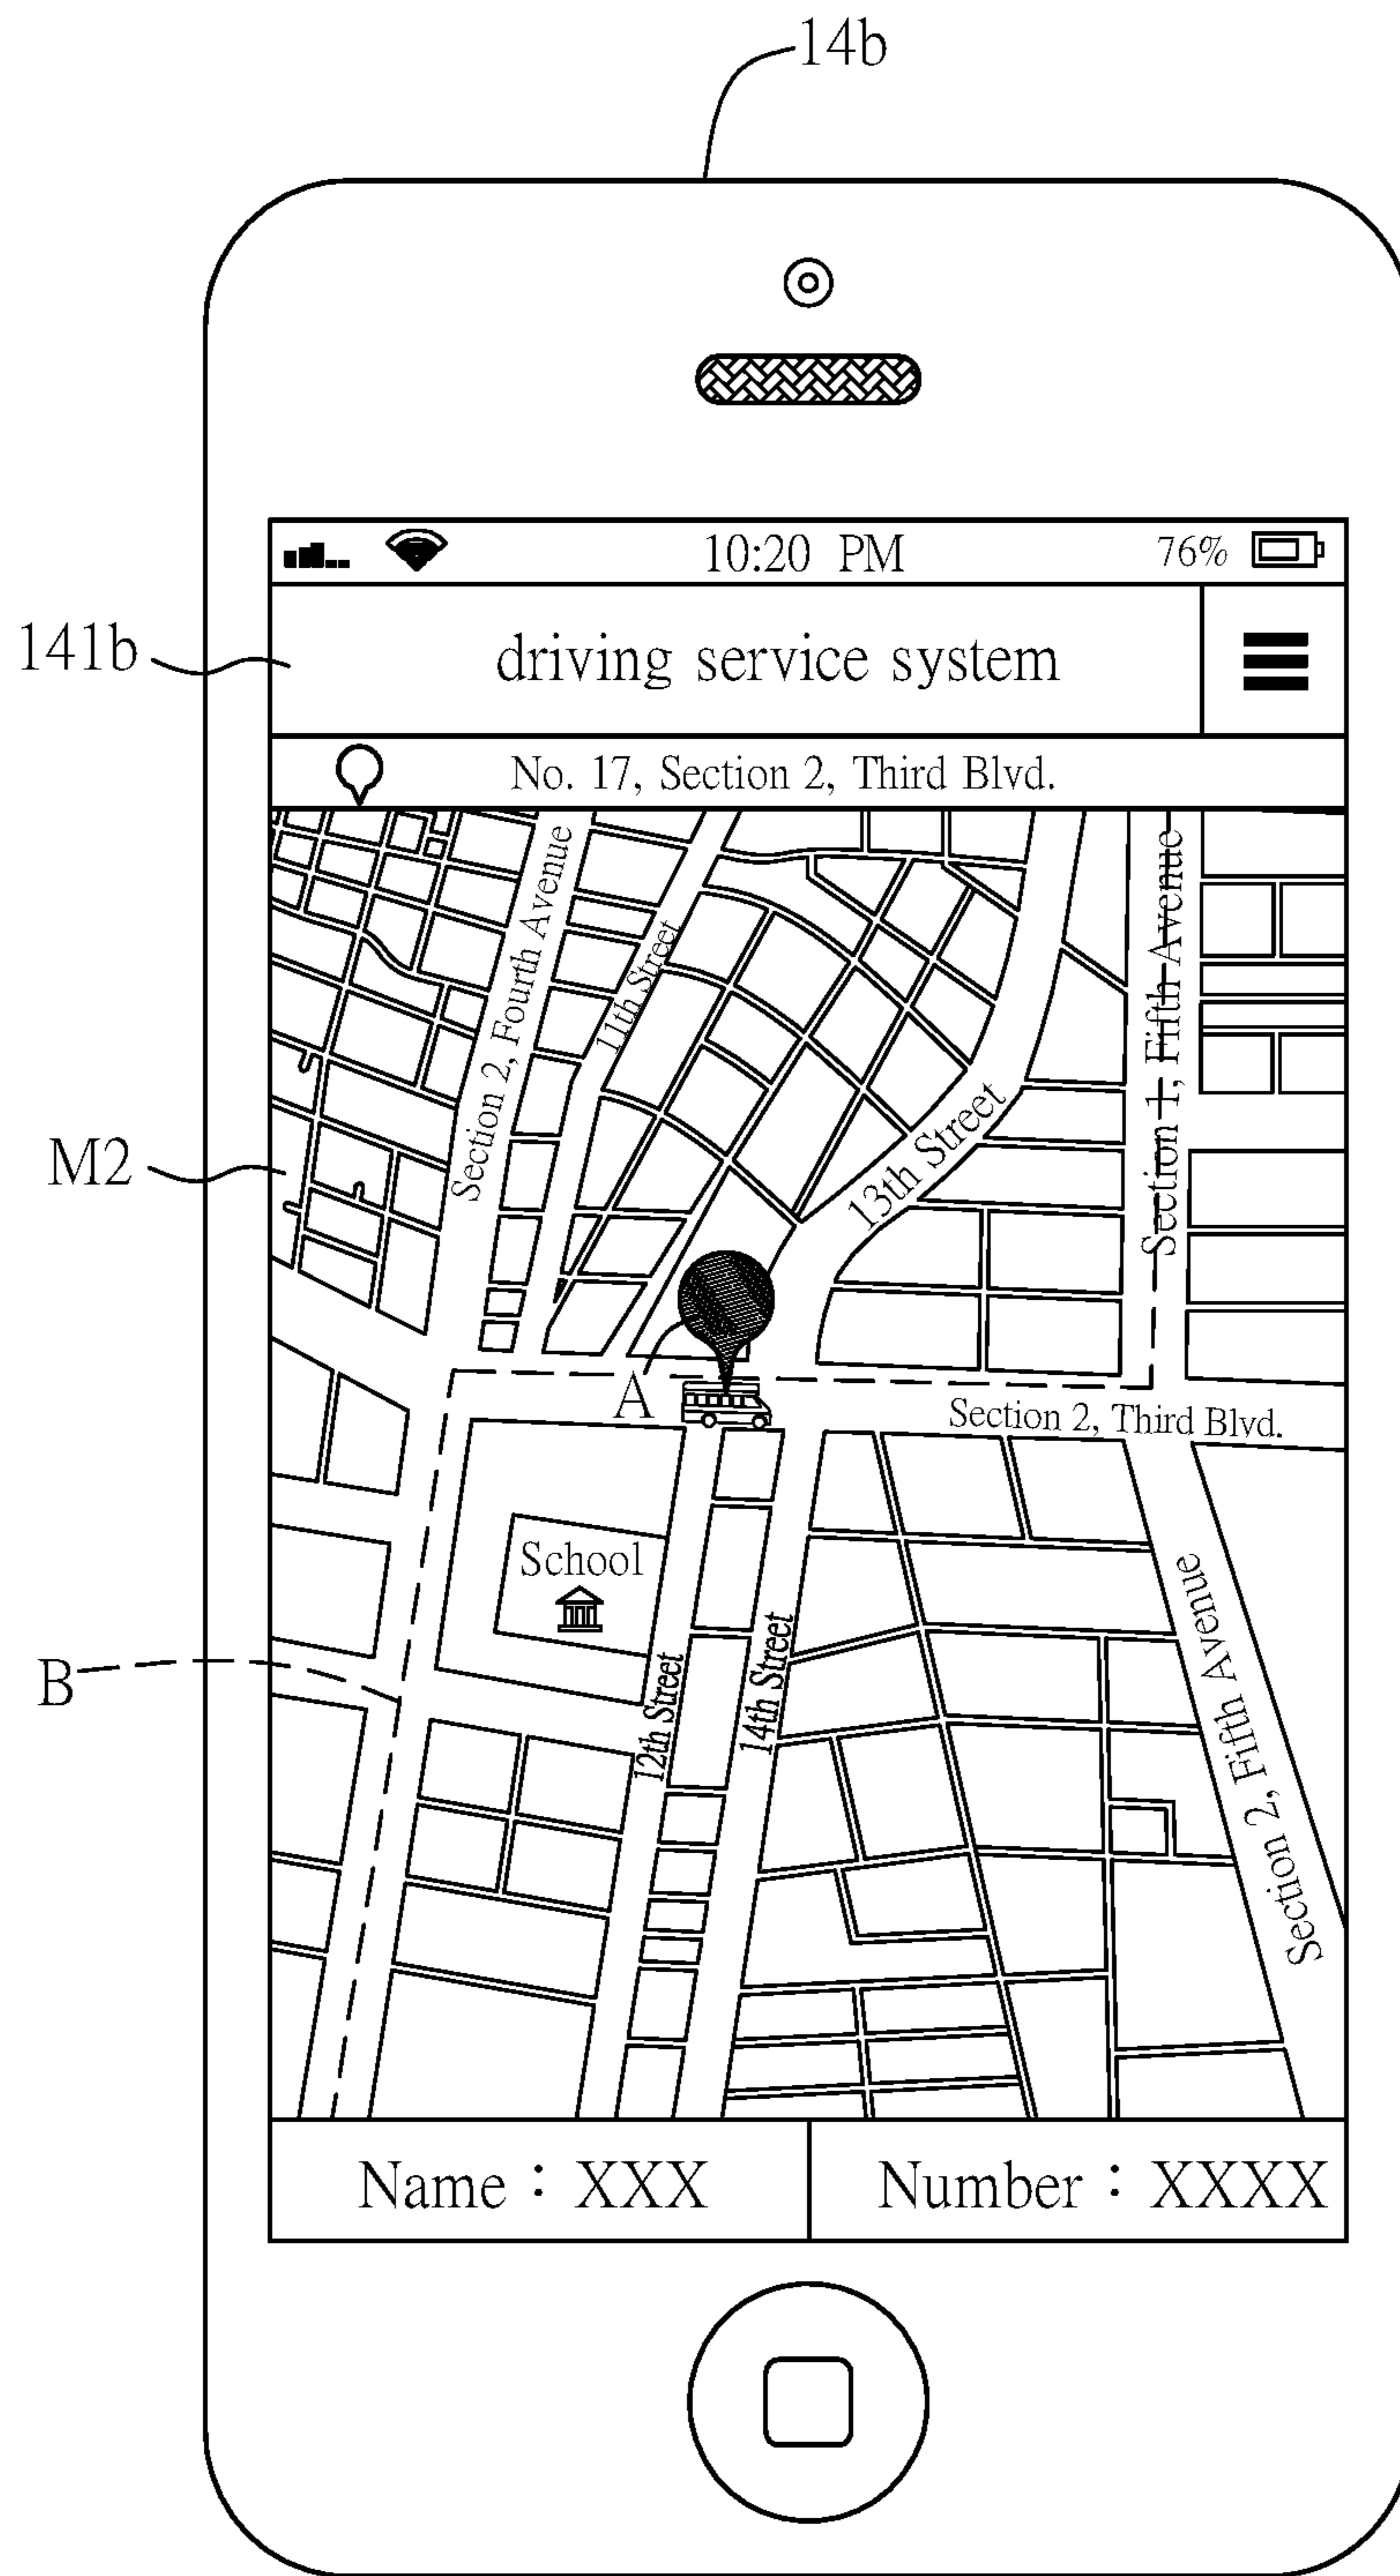 14b
10:20 PM
76%
141b
driving service system
No. 17, Section 2, Third Blvd.
Section 2, Fourth Avenue
11th Street
Section 1, Fifth Avenue
13th Street
M2
A
Section 2, Third Blvd.
School
B
12th Street
14th Street
Section 2, Fifth Avenue
Name : XXX
Number : XXXX